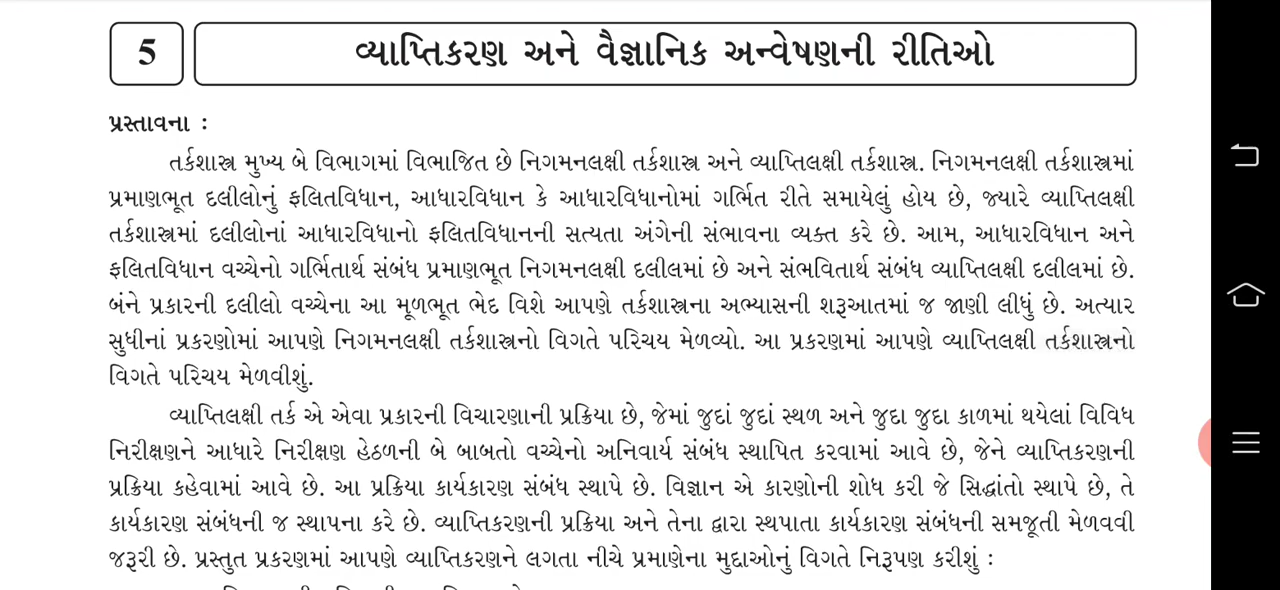 5
વ્યાપ્તિકરણ અને વૈજ્ઞાનિક અન્વેષણની રીતિઓ
પ્રસ્તાવના :
તર્કશાસ્ત્ર મુખ્ય બે વિભાગમાં વિભાજિત છે નિગમનલક્ષી તર્કશાસ્ત્ર અને વ્યાપ્તિલક્ષી તર્કશાસ્ત્ર. નિગમનલક્ષી તર્કશાસ્ત્રમાં
પ્રમાણભૂત દલીલોનું ફલિતવિધાન, આધારવિધાન કે આધારવિધાનોમાં ગર્ભિત રીતે સમાયેલું હોય છે, જ્યારે વ્યાપ્તિલક્ષી
તર્કશાસ્ત્રમાં દલીલોનાં આધારવિધાનો ફલિતવિધાનની સત્યતા અંગેની સંભાવના વ્યક્ત કરે છે. આમ, આધારવિધાન અને
ફલિતવિધાન વચ્ચેનો ગર્ભિતાર્થ સંબંધ પ્રમાણભૂત નિગમનલક્ષી દલીલમાં છે અને સંભવિતાર્થ સંબંધ વ્યાપ્તિલક્ષી દલીલમાં છે.
બંને પ્રકારની દલીલો વચ્ચેના આ મૂળભૂત ભેદ વિશે આપણે તર્કશાસ્ત્રના અભ્યાસની શરૂઆતમાં જ જાણી લીધું છે. અત્યાર
સુધીનાં પ્રકરણોમાં આપણે નિગમનલક્ષી તર્કશાસ્ત્રનો વિગતે પરિચય મેળવ્યો. આ પ્રકરણમાં આપણે વ્યાપ્તિલક્ષી તર્કશાસ્ત્રનો
વિગતે પરિચય મેળવીશું.
વ્યાપ્તિલક્ષી તર્ક એ એવા પ્રકારની વિચારણાની પ્રક્રિયા છે, જેમાં જુદાં જુદાં સ્થળ અને જુદા જુદા કાળમાં થયેલાં વિવિધ
નિરીક્ષણને આધારે નિરીક્ષણ હેઠળની બે બાબતો વચ્ચેનો અનિવાર્ય સંબંધ સ્થાપિત કરવામાં આવે છે, જેને વ્યાપ્તિકરણની
પ્રક્રિયા કહેવામાં આવે છે. આ પ્રક્રિયા કાર્યકારણ સંબંધ સ્થાપે છે. વિજ્ઞાન એ કારણોની શોધ કરી જે સિદ્ધાંતો સ્થાપે છે, તે
કાર્યકારણ સંબંધની જ સ્થાપના કરે છે. વ્યાપ્તિકરણની પ્રક્રિયા અને તેના દ્વારા સ્થપાતા કાર્યકારણ સંબંધની સમજૂતી મેળવવી
જરૂરી છે. પ્રસ્તુત પ્રકરણમાં આપણે વ્યાપ્તિકરણને લગતા નીચે પ્રમાણેના મુદ્દાઓનું વિગતે નિરૂપણ કરીશું :